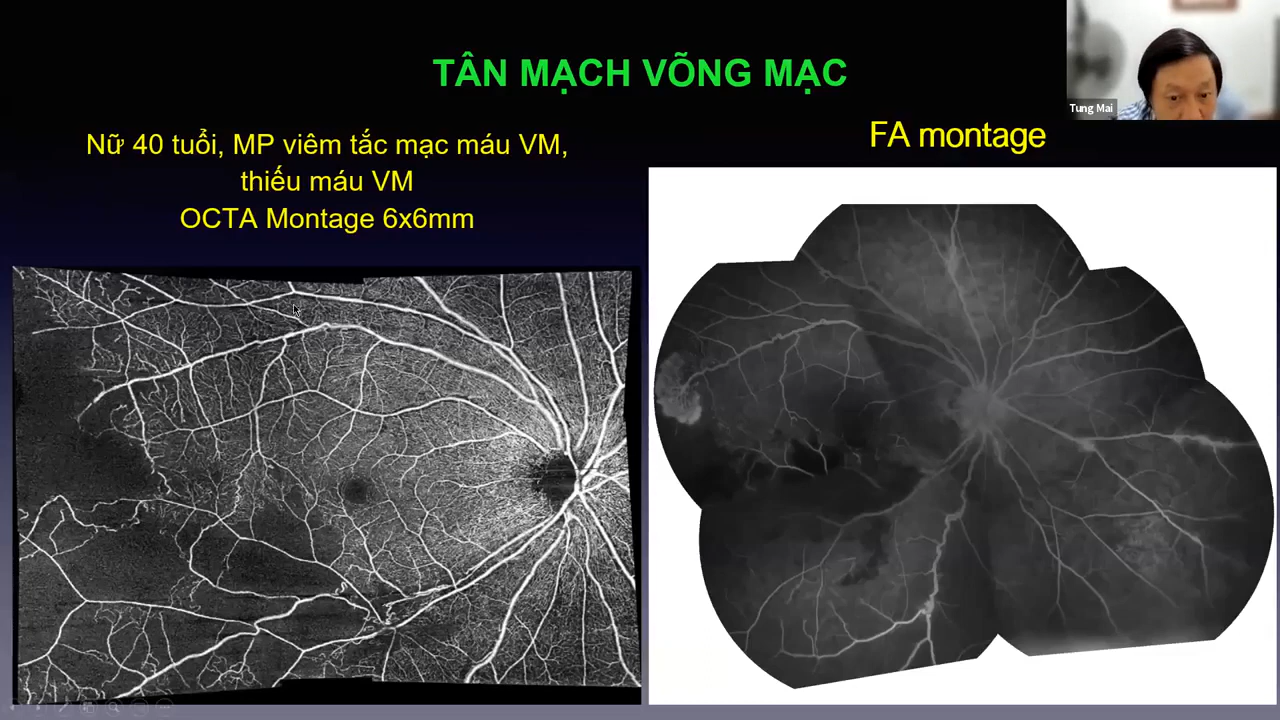 TÂN MẠCH VÕNG MẠC
Tung Mai
Nữ 40 tuổi, MP viêm tắc mạc máu VM,
thiếu máu VM
OCTA Montage 6x6mm
FA montage